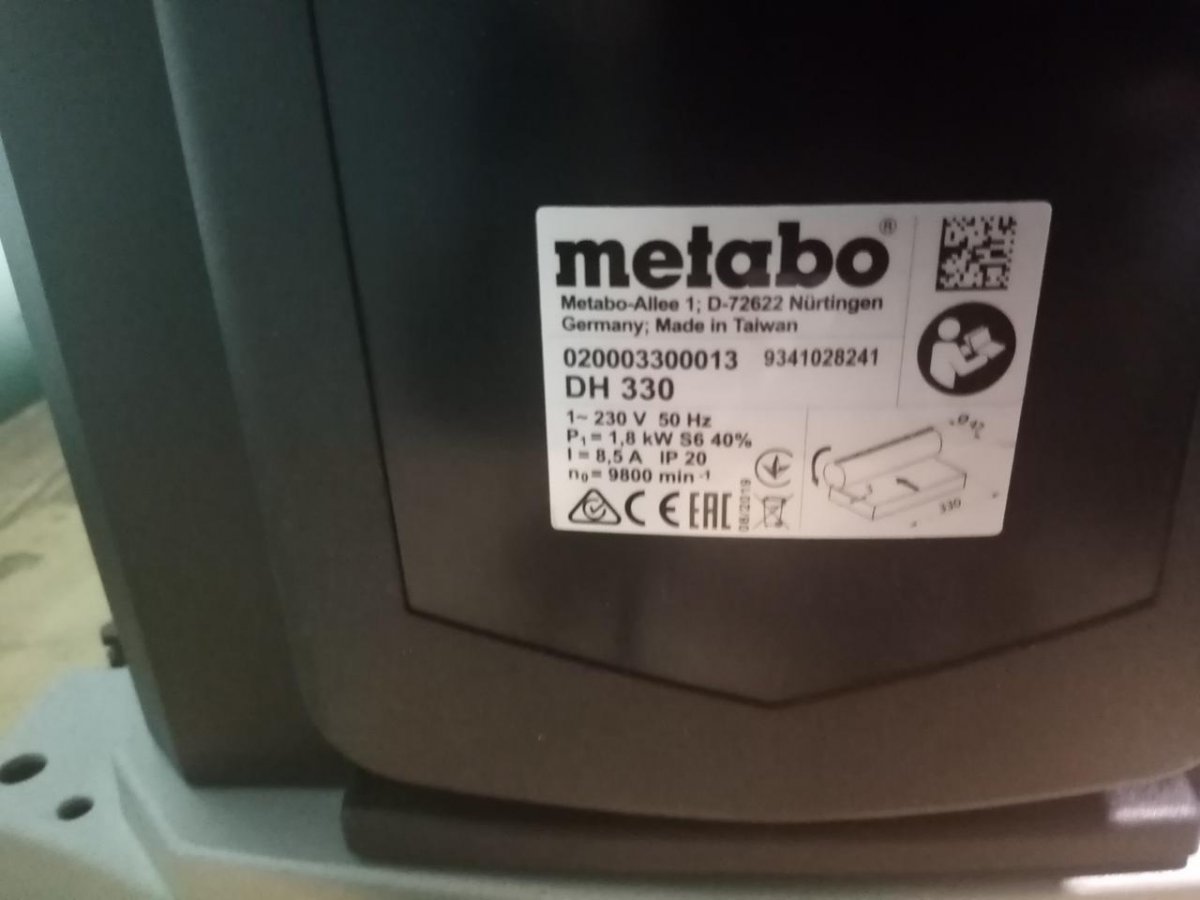 metabo®
Metabo-Allee 1; D-72622 Nürtingen
Germany; Made in Taiwan
020003300013 9341028241
DH 330
1~ 230 V 50 Hz
P₁= 1,8 kW S6 40%
I = 8,5 A IP 20
n₀= 9800 min⁻¹
CE EAC 08/2019
3
330